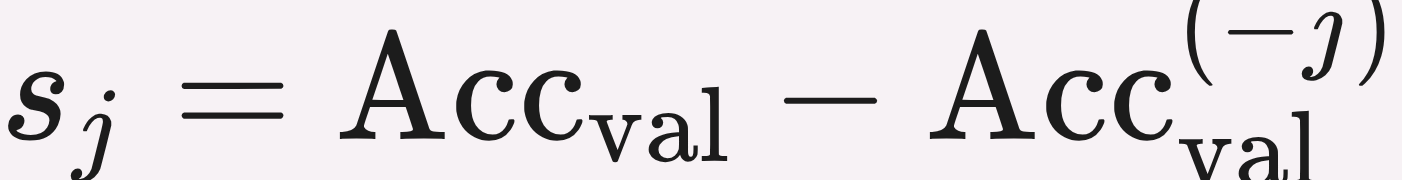 s_j = Acc_val − Acc_val^(−j)